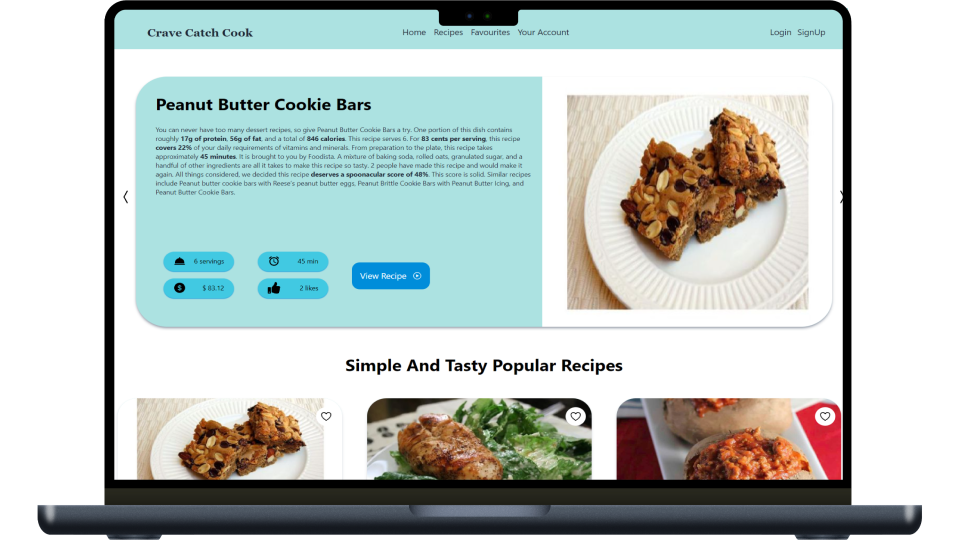 Crave Catch Cook
Home Recipes Favourites Your Account
Login SignUp
Peanut Butter Cookie Bars
You can never have too many dessert recipes, so give Peanut Butter Cookie Bars a try. One portion of this dish contains
roughly 17g of protein, 56g of fat, and a total of 846 calories. This recipe serves 6. For 83 cents per serving, this recipe
covers 22% of your daily requirements of vitamins and minerals. From preparation to the plate, this recipe takes
approximately 45 minutes. It is brought to you by Foodista. A mixture of baking soda, rolled oats, granulated sugar, and a
handful of other ingredients are all it takes to make this recipe so tasty. 2 people have made this recipe and would make it
again. All things considered, we decided this recipe deserves a spoonacular score of 48%. This score is solid. Similar recipes
include Peanut butter cookie bars with Reese's peanut butter eggs, Peanut Brittle Cookie Bars with Peanut Butter Icing, and
Peanut Butter Cookie Bars.
6 servings
45 min
View Recipe
$ 83.12
2 likes
Simple And Tasty Popular Recipes